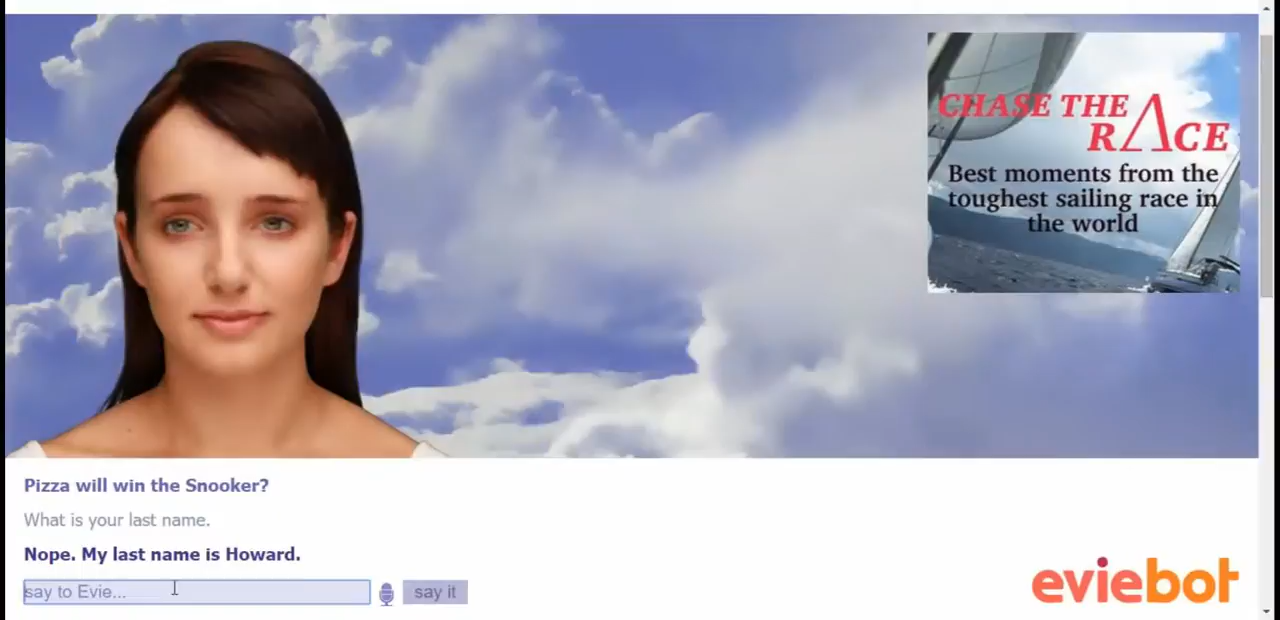 CHASE THE
RACE
Best moments from the
toughest sailing race in
the world
Pizza will win the Snooker?
What is your last name.
Nope. My last name is Howard.
say to Evie...
say it
eviebot